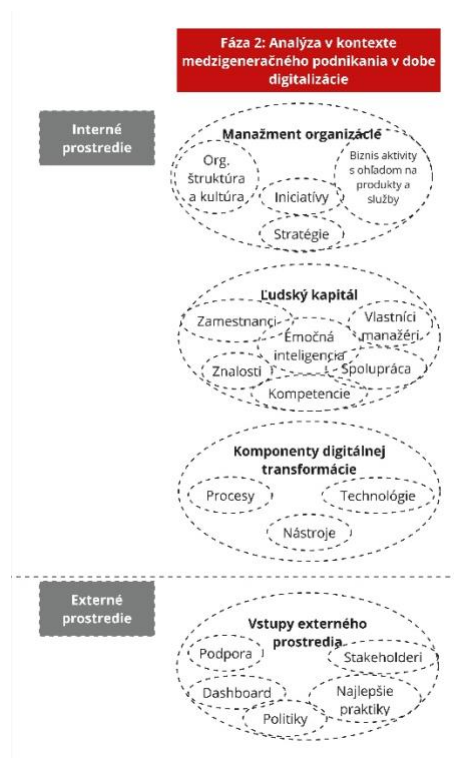 Fáza 2: Analýza v kontexte
medzigeneračného podnikania v dobe
digitalizácie
Interné
prostredie
Manažment organizácie
Org.
štruktúra
a kultúra
Biznis aktivity
s ohľadom na
produkty a
služby
Iniciatívy
Stratégie
Ľudský kapitál
Zamestnanci
Vlastníci
manažéri
Emočná
inteligencia
Znalosti
Spolupráca
Kompetencie
Komponenty digitálnej
transformácie
Procesy
Technológie
Nástroje
Externé
prostredie
Vstupy externého
prostredia
Podpora
Stakeholderi
Dashboard
Najlepšie
praktiky
Politiky